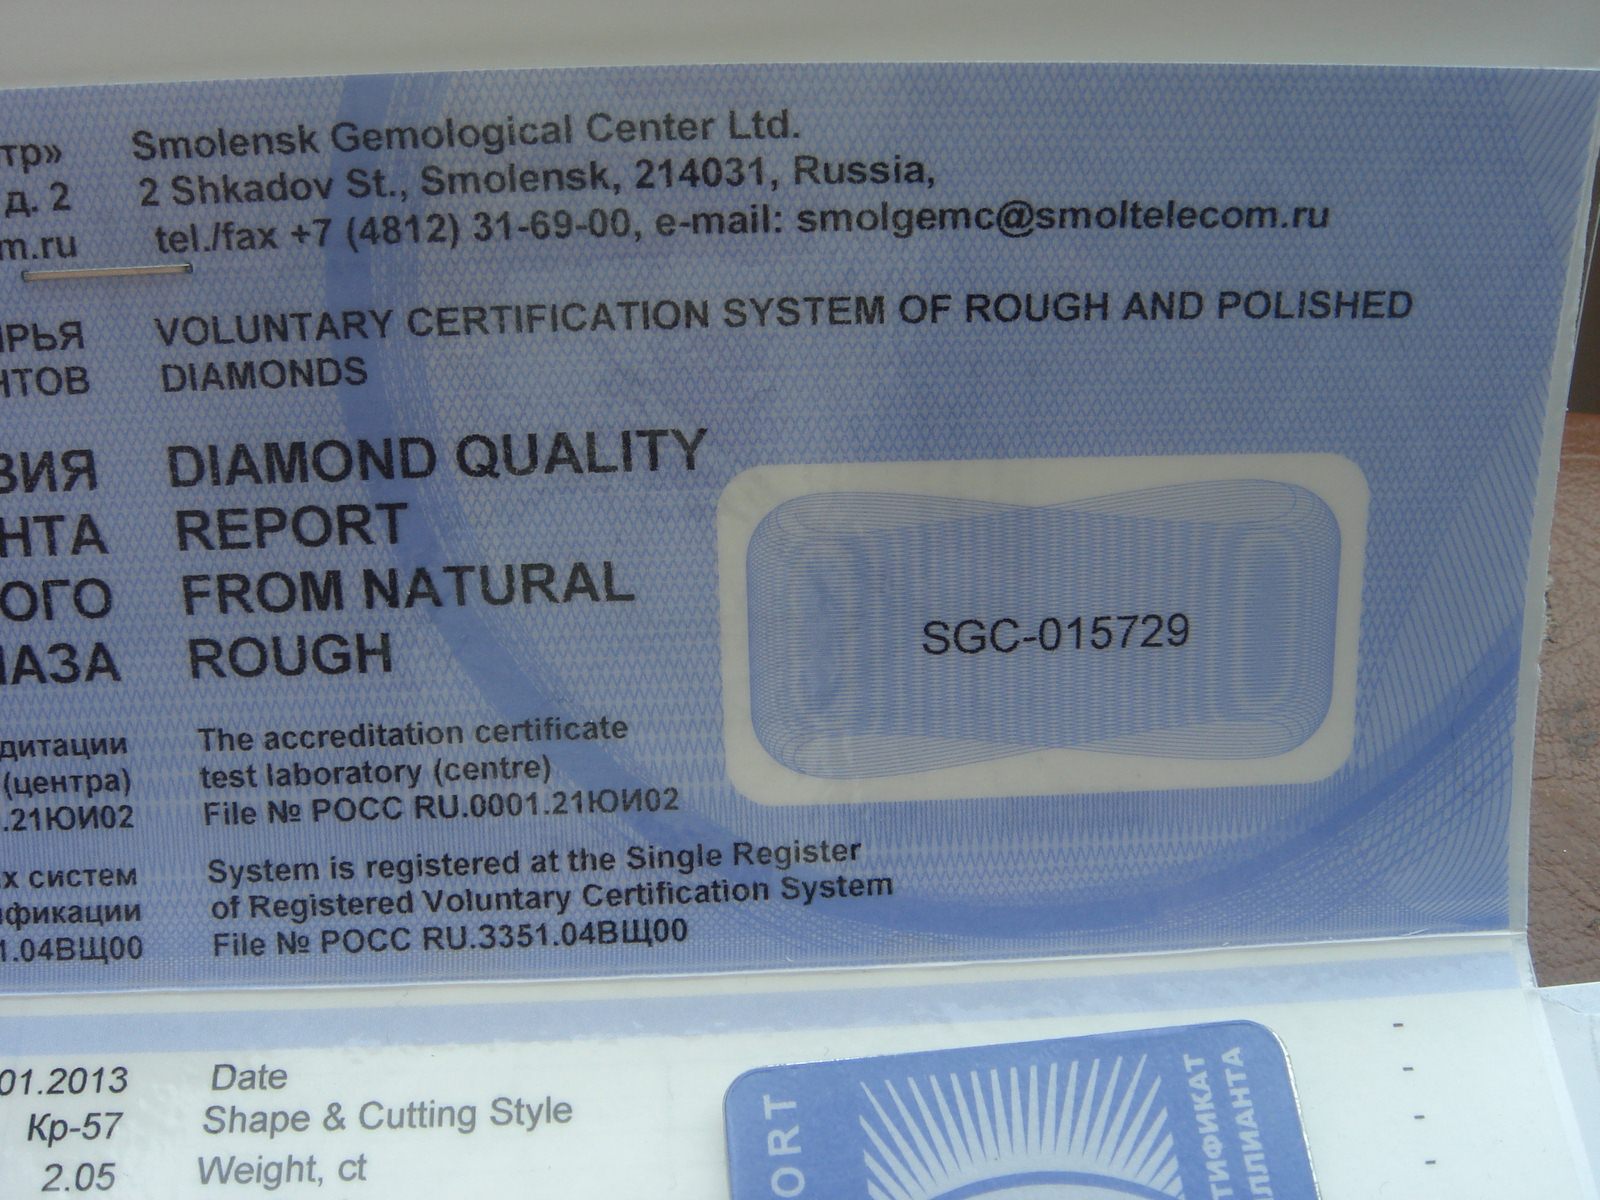 тр» Smolensk Gemological Center Ltd.
д. 2 2 Shkadov St., Smolensk, 214031, Russia,
m.ru tel./fax +7 (4812) 31-69-00, e-mail: smolgemc@smoltelecom.ru
ЫРЬЯ VOLUNTARY CERTIFICATION SYSTEM OF ROUGH AND POLISHED
НТОВ DIAMONDS
ВИЯ DIAMOND QUALITY
НТА REPORT
ОГО FROM NATURAL
МАЗА ROUGH
SGC-015729
дитации The accreditation certificate
(центра) test laboratory (centre)
.21ЮИ02 File № РОСС RU.0001.21ЮИ02
х систем System is registered at the Single Register
фикации of Registered Voluntary Certification System
1.04ВЩ00 File № РОСС RU.3351.04ВЩ00
01.2013 Date
Кр-57 Shape & Cutting Style
2.05 Weight, ct
ORT
ТИФИКАТ
ЛЛИАНТА
-
-
-
-